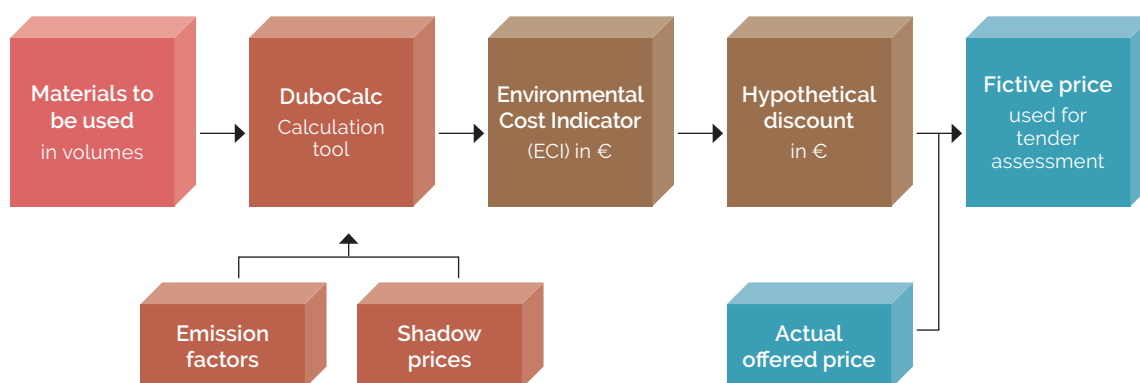 Materials to
be used
in volumes
DuboCalc
Calculation
tool
Environmental
Cost Indicator
(ECI) in €
Hypothetical
discount
in €
Fictive price
used for
tender
assessment
Emission
factors
Shadow
prices
Actual
offered price